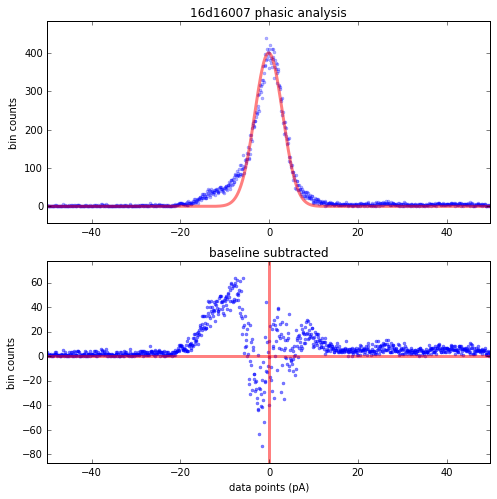 16d16007 phasic analysis
400
300
200
100
0
bin counts
−40 −20 0 20 40
baseline subtracted
60
40
20
0
−20
−40
−60
−80
bin counts
−40 −20 0 20 40
data points (pA)